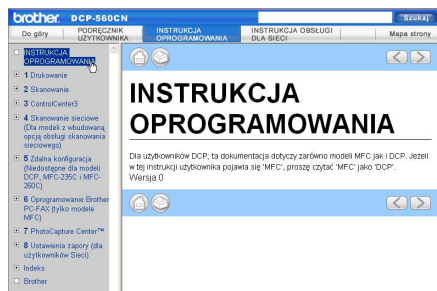 brother. DCP-560CN
Szukaj
Do góry
PODRĘCZNIK UŻYTKOWNIKA
INSTRUKCJA OPROGRAMOWANIA
INSTRUKCJA OBSŁUGI DLA SIECI
Mapa strony
INSTRUKCJA
OPROGRAMOWANIA
1 Drukowanie
2 Skanowanie
3 ControlCenter3
4 Skanowanie sieciowe
(Dla modeli z wbudowaną
opcją obsługi skanowania
sieciowego)
5 Zdalna konfiguracja
(Niedostępne dla modeli
DCP, MFC-235C i MFC-
260C)
6 Oprogramowanie Brother
PC-FAX (tylko modele
MFC)
7 PhotoCapture Center™
8 Ustawienia zapory (dla
użytkowników Sieci)
Indeks
Brother
INSTRUKCJA
OPROGRAMOWANIA
Dla użytkowników DCP; ta dokumentacja dotyczy zarówno modeli MFC jak i DCP. Jeżeli
w tej instrukcji użytkownika pojawia się 'MFC', proszę czytać 'MFC' jako 'DCP'.
Wersja 0